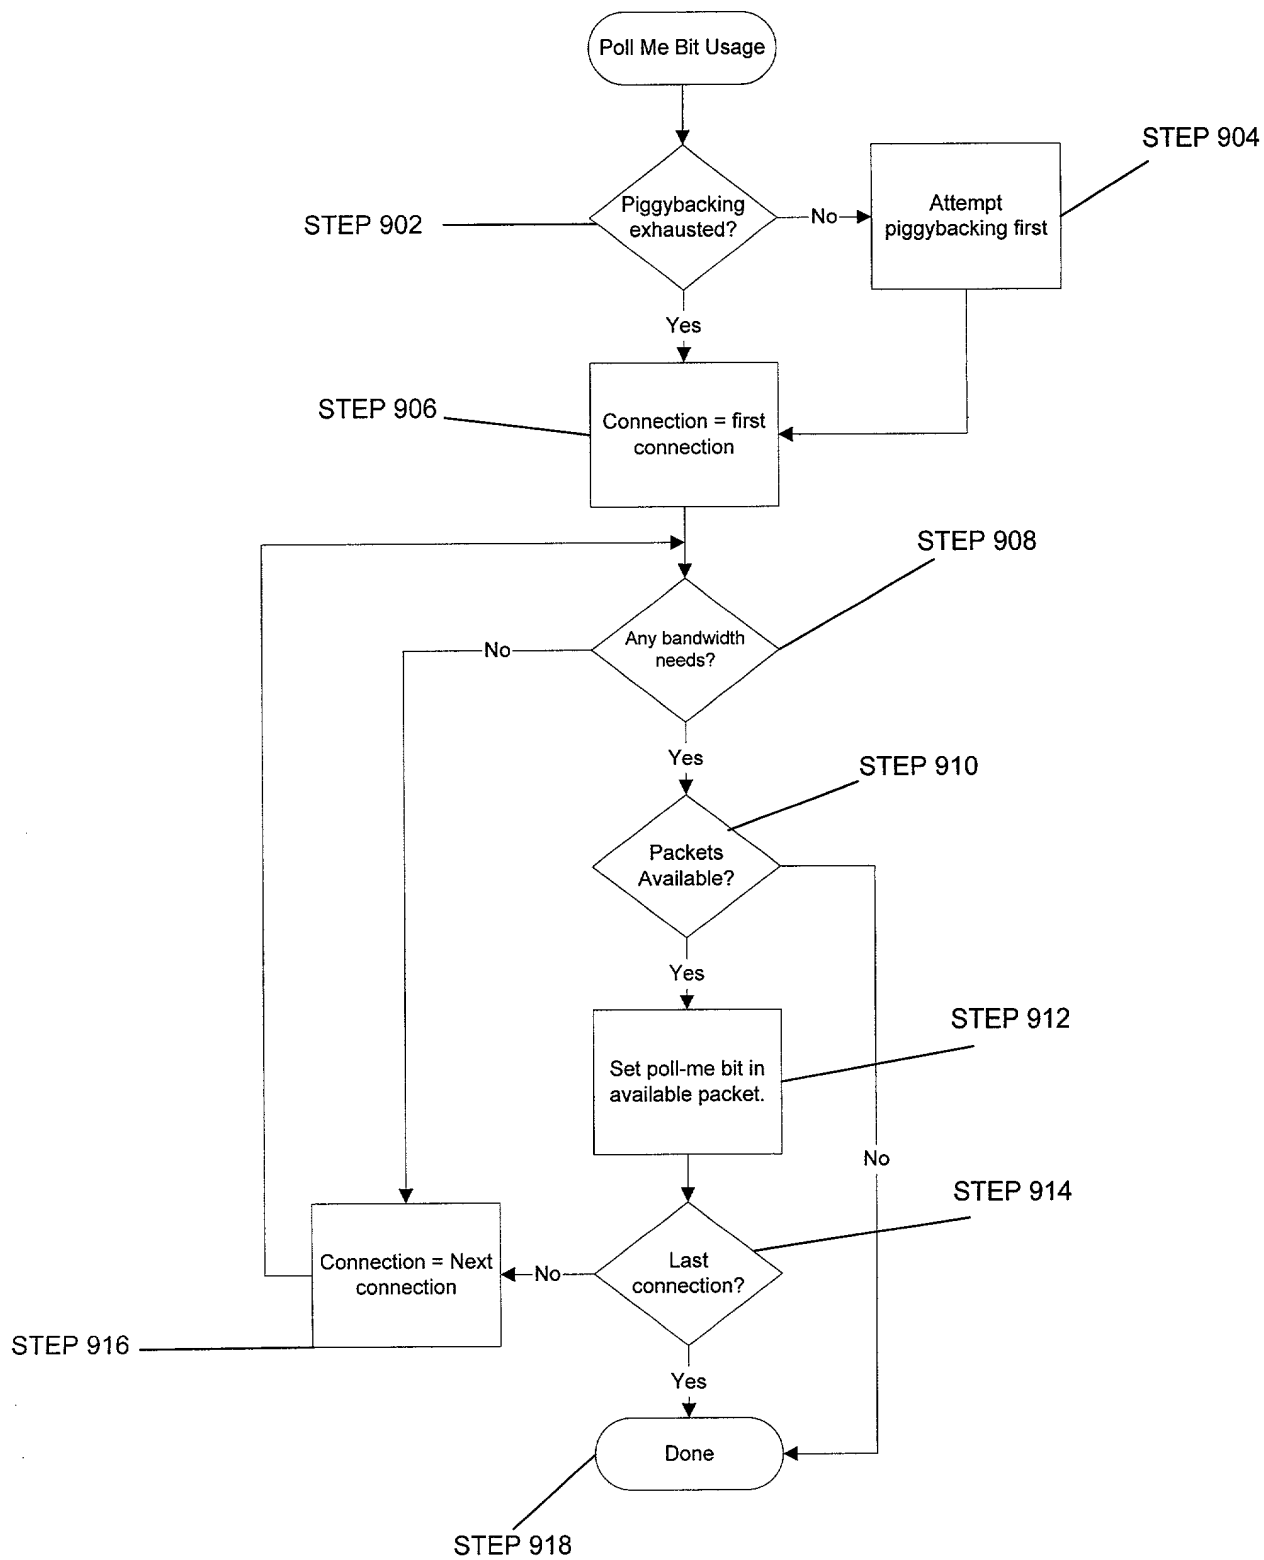 Poll Me Bit Usage
STEP 904
Piggybacking
exhausted?
No
Attempt
piggybacking first
STEP 902
Yes
STEP 906
Connection = first
connection
STEP 908
Any bandwidth
needs?
No
Yes
STEP 910
Packets
Available?
Yes
STEP 912
Set poll-me bit in
available packet.
No
STEP 914
Last
connection?
No
Connection = Next
connection
STEP 916
Yes
Done
STEP 918